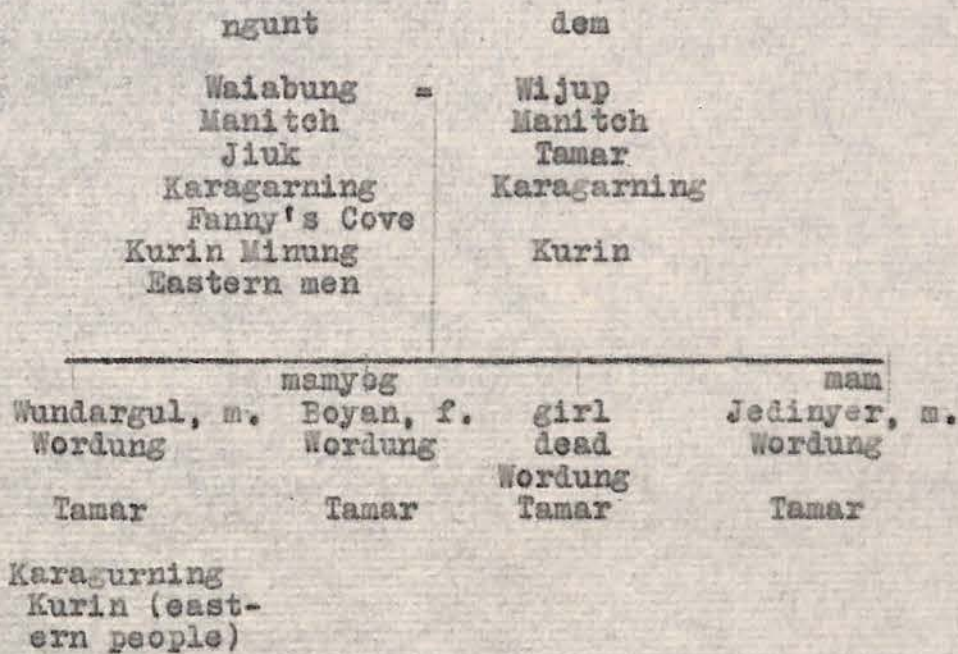 ngunt dem
Waiabung = Wijup
Manitch Manitch
Jiuk Tamar
Karagarning Karagarning
Fanny's Cove
Kurin Minung Kurin
Eastern men
mamyog mam
Wundargul, m. Boyan, f. girl Jedinyer, m.
Wordung Wordung dead Wordung
Wordung
Tamar Tamar Tamar Tamar
Karagurning
Kurin (east-
ern people)